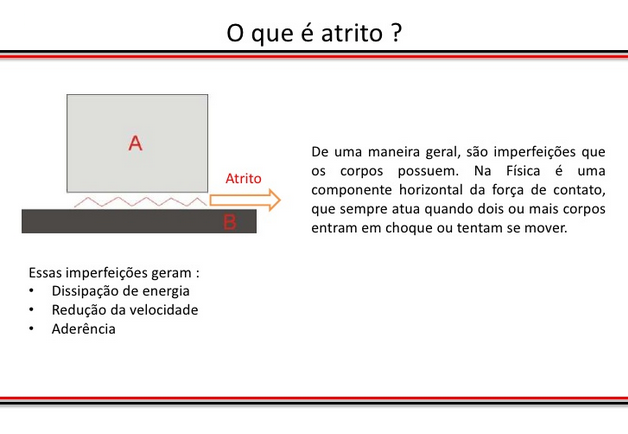 O que é atrito ?
A
Atrito
B
De uma maneira geral, são imperfeições que
os corpos possuem. Na Física é uma
componente horizontal da força de contato,
que sempre atua quando dois ou mais corpos
entram em choque ou tentam se mover.
Essas imperfeições geram :
• Dissipação de energia
• Redução da velocidade
• Aderência